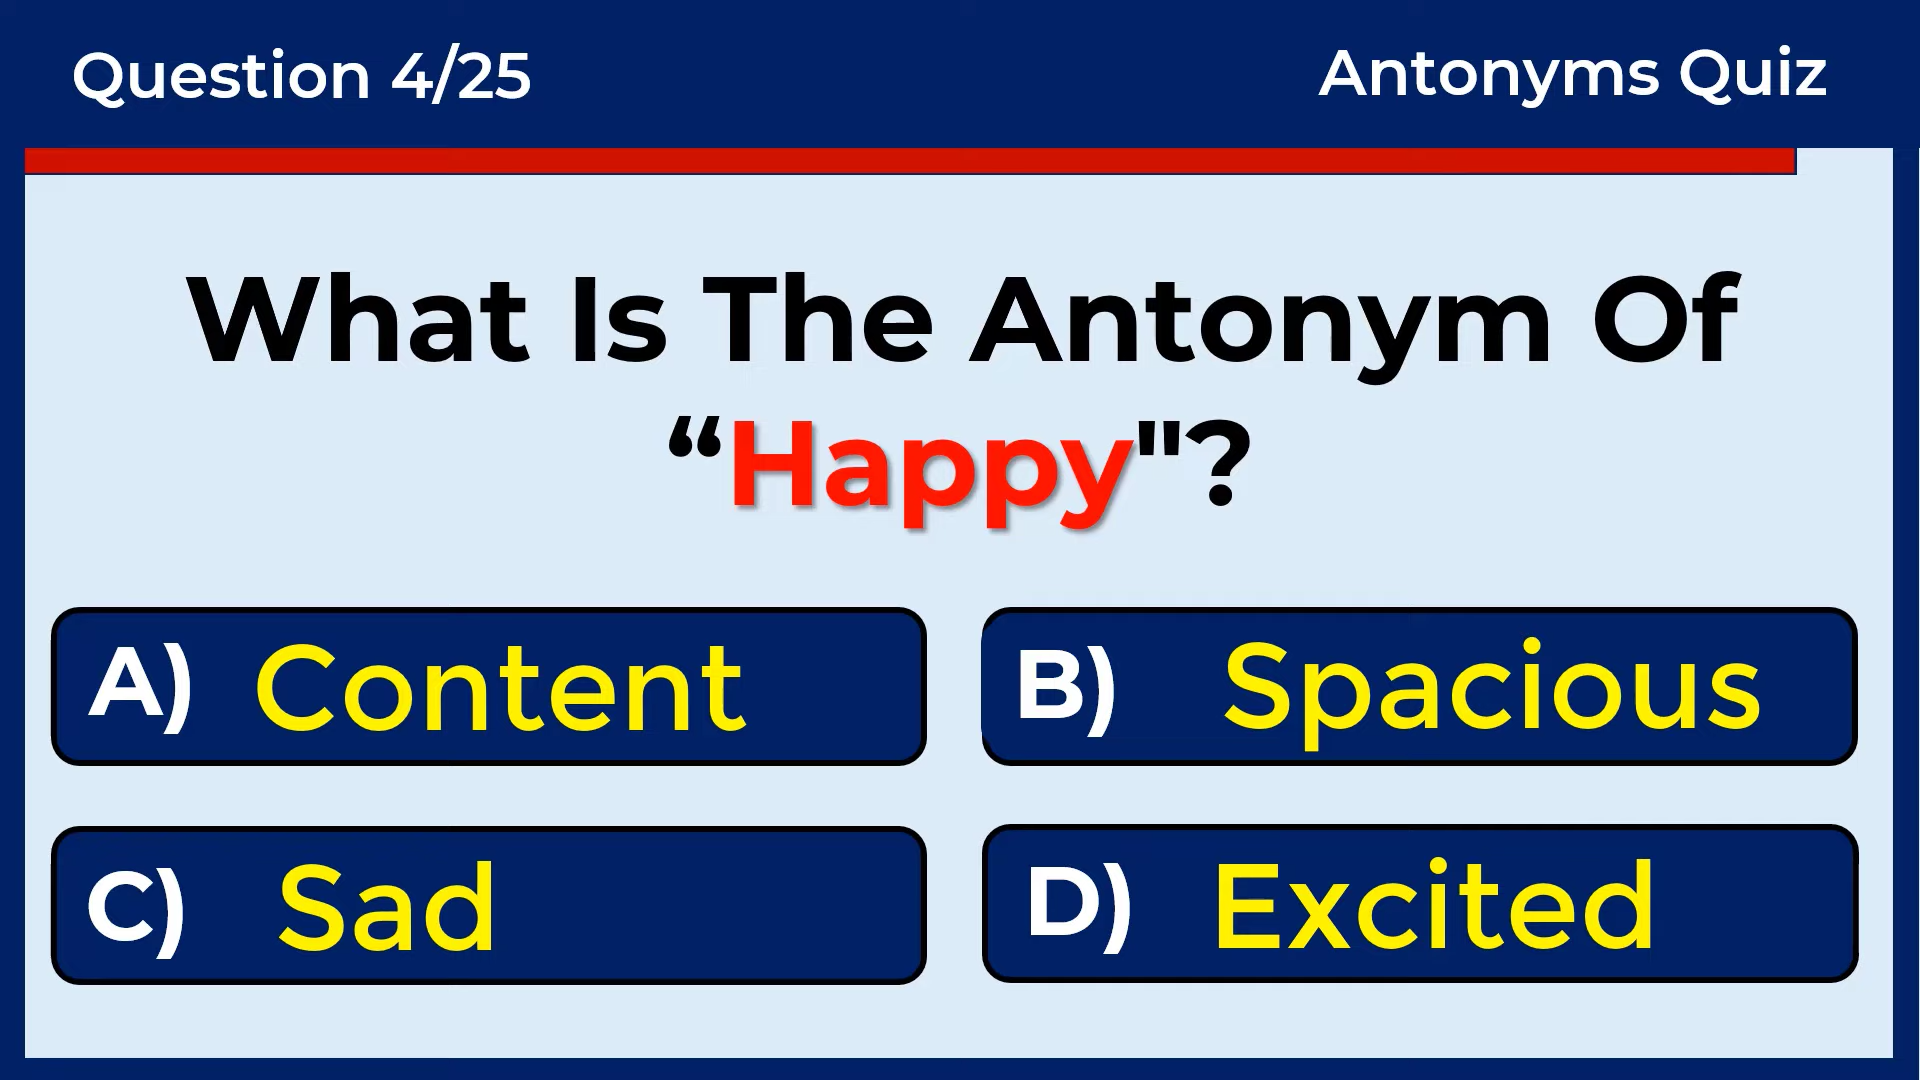 Question 4/25
Antonyms Quiz
What Is The Antonym Of
“Happy"?
A) Content
B) Spacious
C) Sad
D) Excited